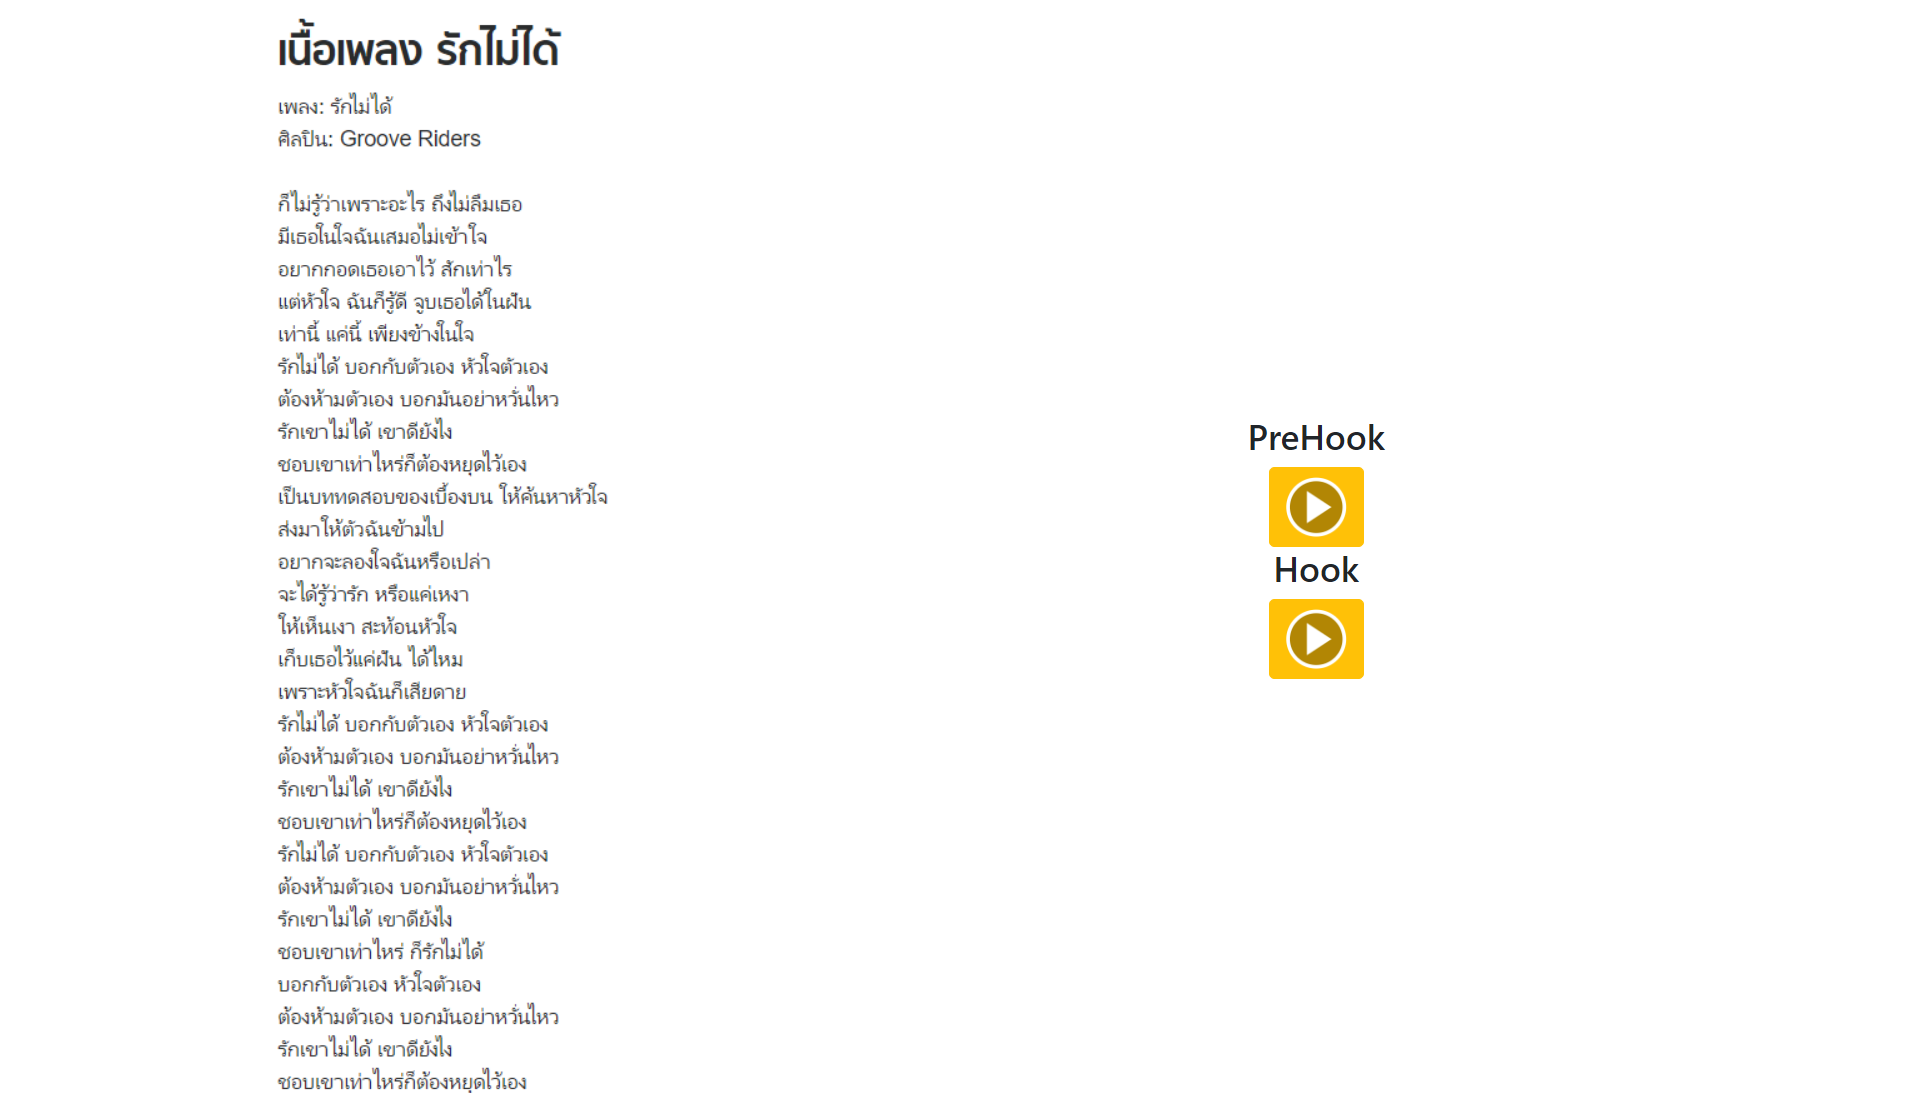 เนื้อเพลง รักไม่ได้
เพลง: รักไม่ได้
ศิลปิน: Groove Riders
ก็ไม่รู้ว่าเพราะอะไร ถึงไม่ลืมเธอ
มีเธอในใจฉันเสมอไม่เข้าใจ
อยากกอดเธอเอาไว้ สักเท่าไร
แต่หัวใจ ฉันก็รู้ดี จูบเธอได้ในฝัน
เท่านี้ แค่นี้ เพียงข้างในใจ
รักไม่ได้ บอกกับตัวเอง หัวใจตัวเอง
ต้องห้ามตัวเอง บอกมันอย่าหวั่นไหว
รักเขาไม่ได้ เขาดียังไง
ชอบเขาเท่าไหร่ก็ต้องหยุดไว้เอง
เป็นบททดสอบของเบื้องบน ให้ค้นหาหัวใจ
ส่งมาให้ตัวฉันข้ามไป
อยากจะลองใจฉันหรือเปล่า
จะได้รู้ว่ารัก หรือแค่เหงา
ให้เห็นเงา สะท้อนหัวใจ
เก็บเธอไว้แค่ฝัน ได้ไหม
เพราะหัวใจฉันก็เสียดาย
รักไม่ได้ บอกกับตัวเอง หัวใจตัวเอง
ต้องห้ามตัวเอง บอกมันอย่าหวั่นไหว
รักเขาไม่ได้ เขาดียังไง
ชอบเขาเท่าไหร่ก็ต้องหยุดไว้เอง
รักไม่ได้ บอกกับตัวเอง หัวใจตัวเอง
ต้องห้ามตัวเอง บอกมันอย่าหวั่นไหว
รักเขาไม่ได้ เขาดียังไง
ชอบเขาเท่าไหร่ ก็รักไม่ได้
บอกกับตัวเอง หัวใจตัวเอง
ต้องห้ามตัวเอง บอกมันอย่าหวั่นไหว
รักเขาไม่ได้ เขาดียังไง
ชอบเขาเท่าไหร่ก็ต้องหยุดไว้เอง
PreHook
Hook